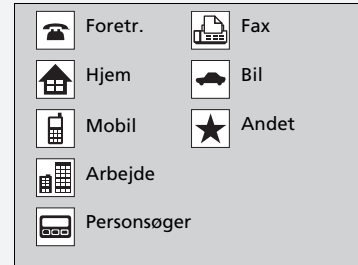 Foretr.
Hjem
Mobil
Arbejde
Personsøger
Fax
Bil
Andet